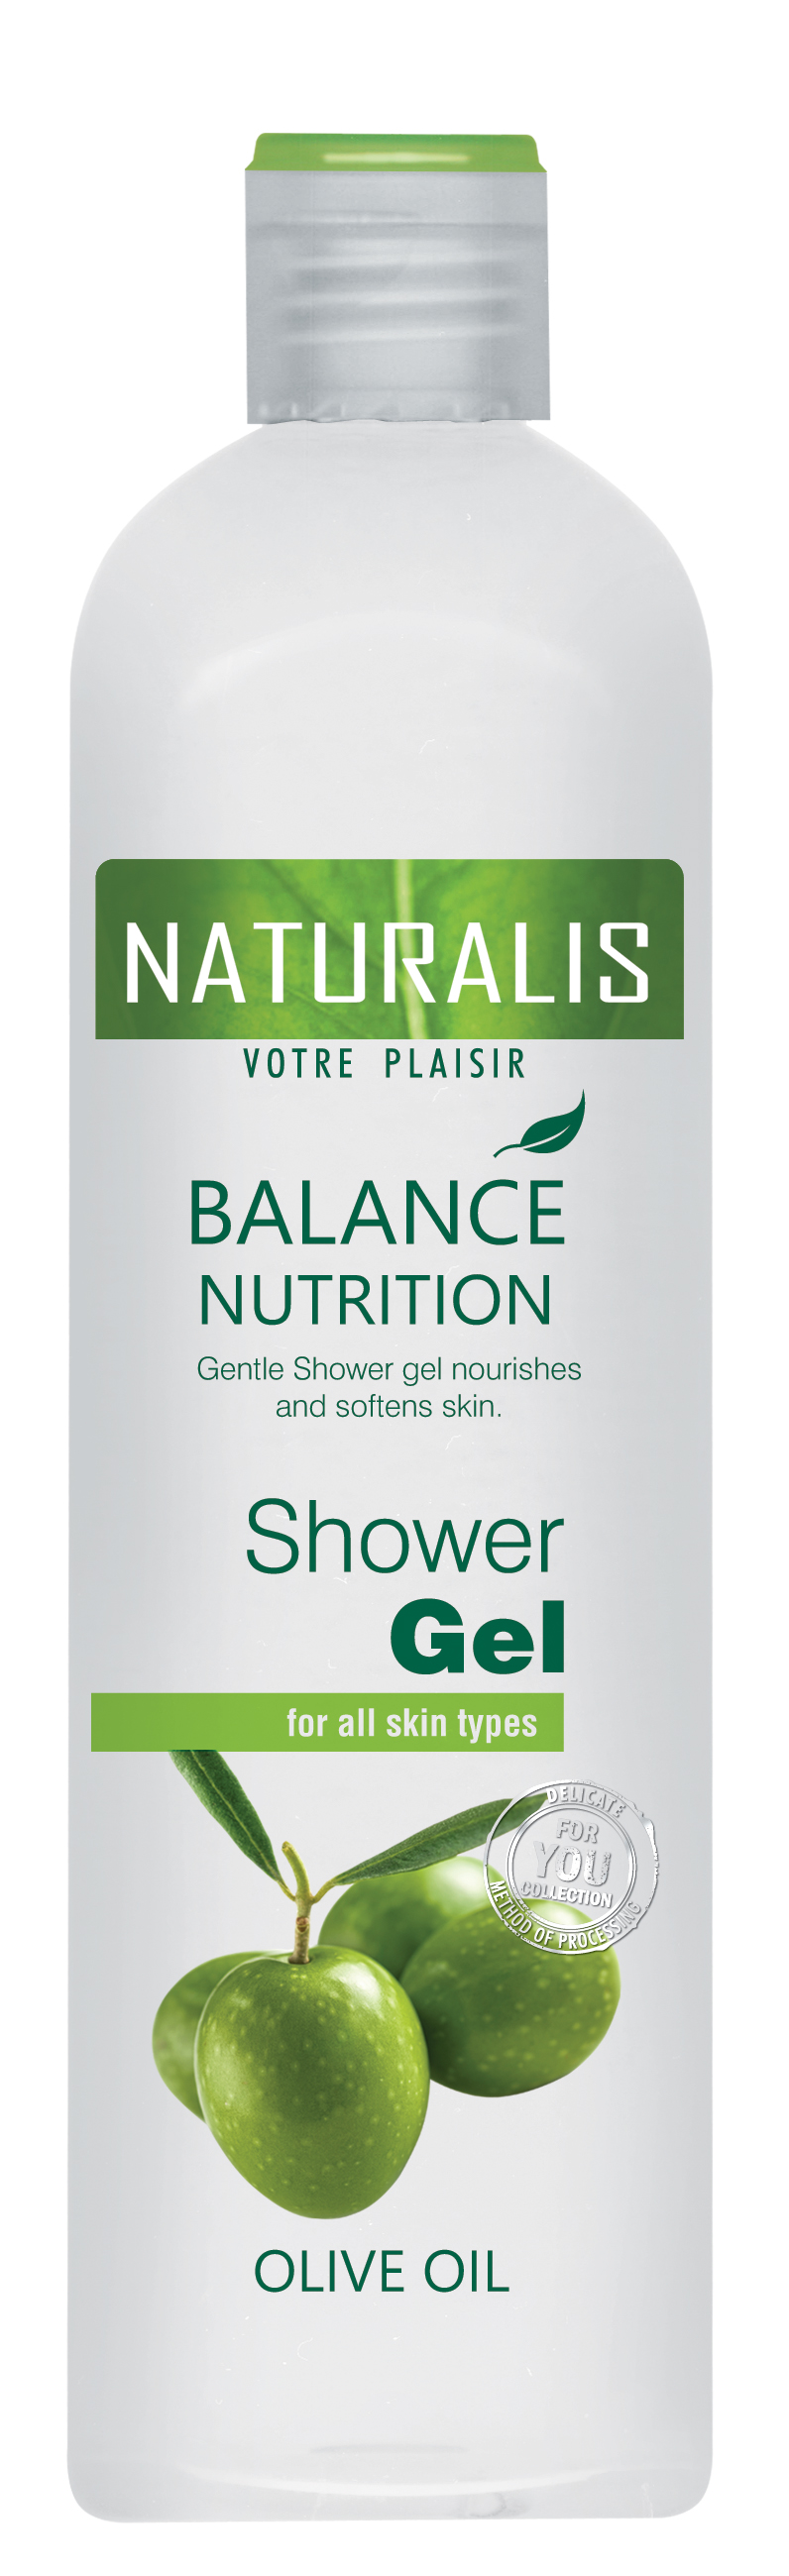 NATURALIS
VOTRE PLAISIR
BALANCE
NUTRITION
Gentle Shower gel nourishes
and softens skin.
Shower
Gel
for all skin types
DELICATE
FOR
YOU
COLLECTION
METHOD OF PROCESSING
OLIVE OIL